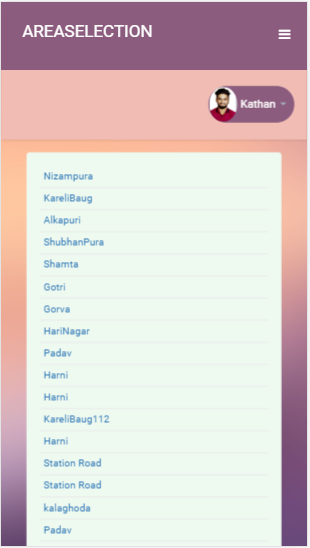 AREASELECTION
Kathan
Nizampura
KareliBaug
Alkapuri
ShubhanPura
Shamta
Gotri
Gorva
HariNagar
Padav
Harni
Harni
KareliBaug112
Harni
Station Road
Station Road
kalaghoda
Padav